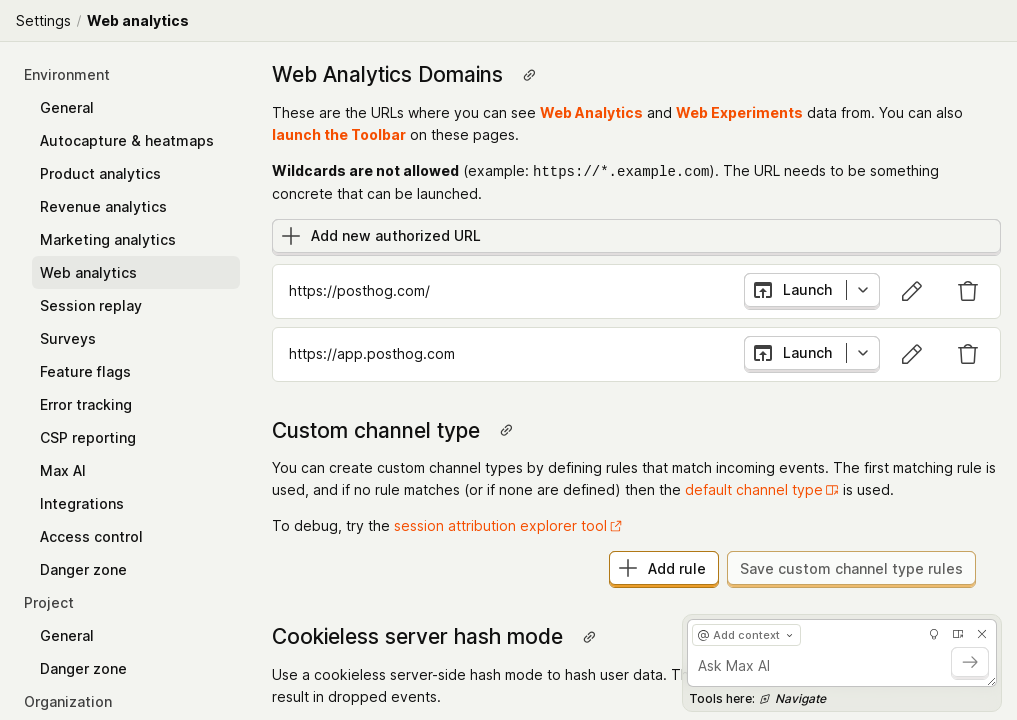 Settings / Web analytics
Environment
General
Autocapture & heatmaps
Product analytics
Revenue analytics
Marketing analytics
Web analytics
Session replay
Surveys
Feature flags
Error tracking
CSP reporting
Max AI
Integrations
Access control
Danger zone
Project
General
Danger zone
Organization
Web Analytics Domains
These are the URLs where you can see Web Analytics and Web Experiments data from. You can also
launch the Toolbar on these pages.
Wildcards are not allowed (example: https://*.example.com). The URL needs to be something
concrete that can be launched.
Add new authorized URL
https://posthog.com/
Launch
https://app.posthog.com
Launch
Custom channel type
You can create custom channel types by defining rules that match incoming events. The first matching rule is
used, and if no rule matches (or if none are defined) then the default channel type is used.
To debug, try the session attribution explorer tool
Add rule
Save custom channel type rules
Cookieless server hash mode
Use a cookieless server-side hash mode to hash user data.
result in dropped events.
@ Add context
Ask Max AI
Tools here: Navigate